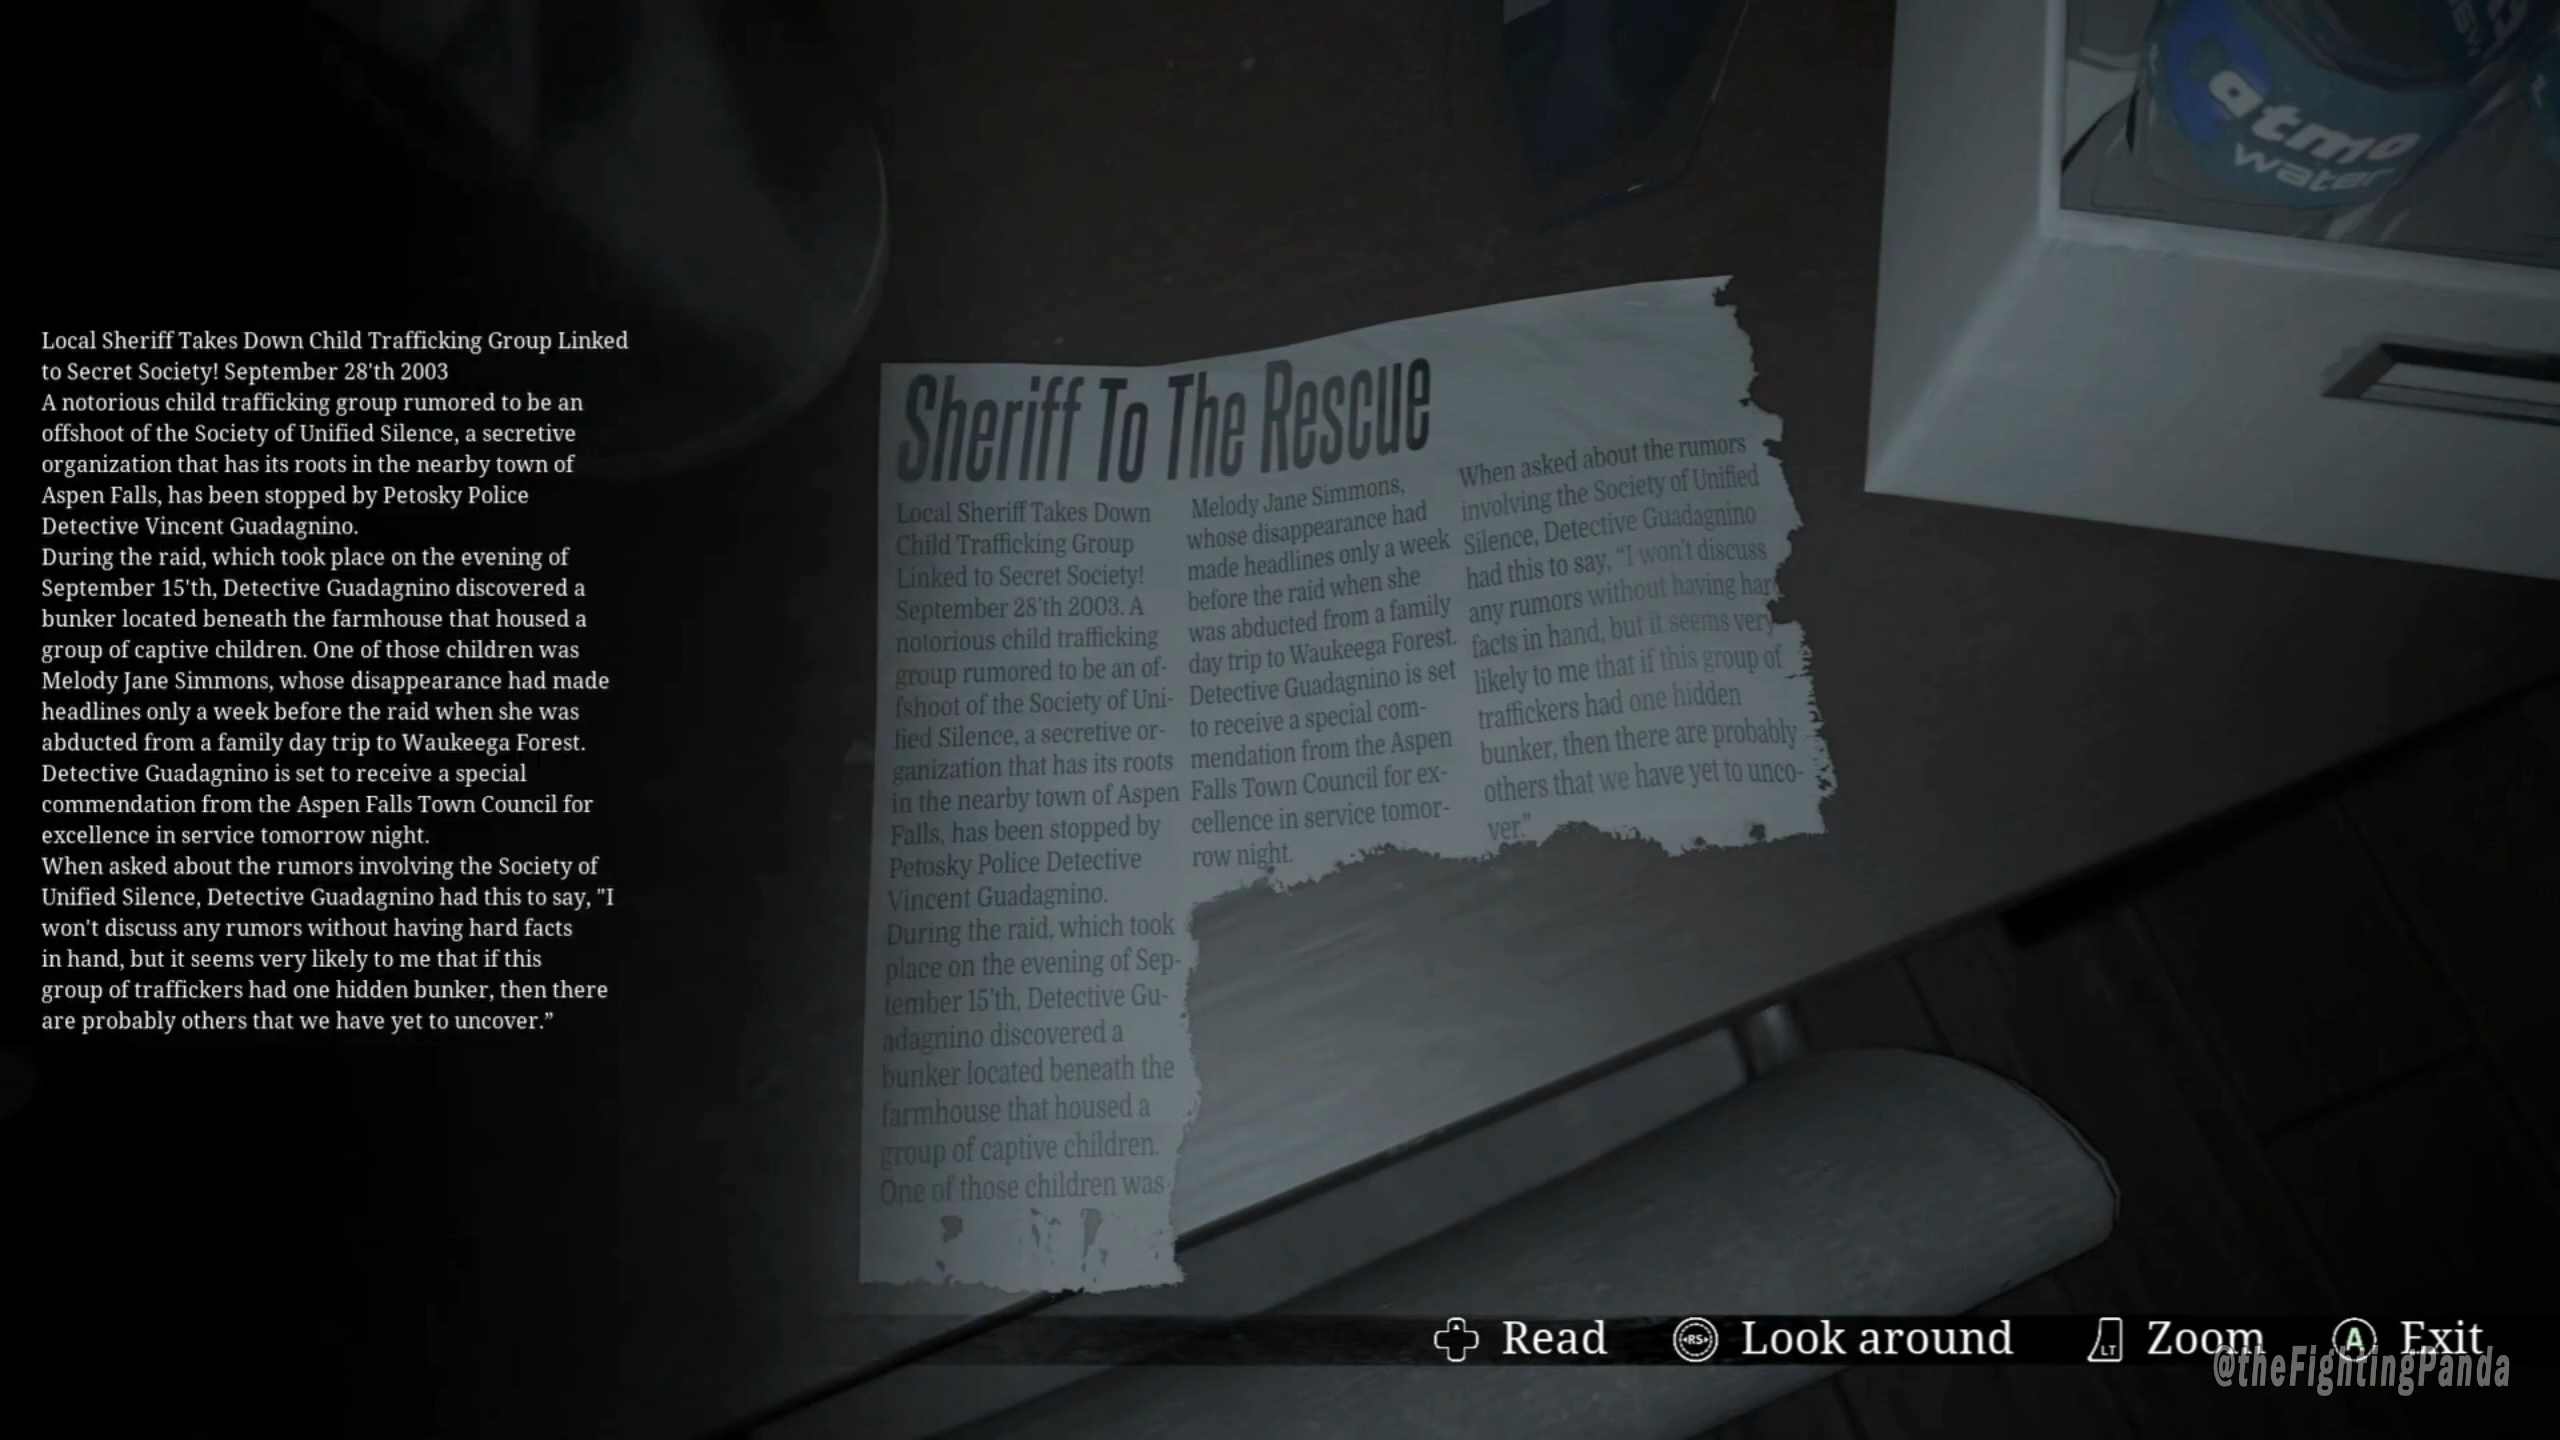 Local Sheriff Takes Down Child Trafficking Group Linked
to Secret Society! September 28'th 2003
A notorious child trafficking group rumored to be an
offshoot of the Society of Unified Silence, a secretive
organization that has its roots in the nearby town of
Aspen Falls, has been stopped by Petosky Police
Detective Vincent Guadagnino.
During the raid, which took place on the evening of
September 15'th, Detective Guadagnino discovered a
bunker located beneath the farmhouse that housed a
group of captive children. One of those children was
Melody Jane Simmons, whose disappearance had made
headlines only a week before the raid when she was
abducted from a family day trip to Waukeega Forest.
Detective Guadagnino is set to receive a special
commendation from the Aspen Falls Town Council for
excellence in service tomorrow night.
When asked about the rumors involving the Society of
Unified Silence, Detective Guadagnino had this to say, "I
won't discuss any rumors without having hard facts
in hand, but it seems very likely to me that if this
group of traffickers had one hidden bunker, then there
are probably others that we have yet to uncover.”
Sheriff To The Rescue
Local Sheriff Takes Down
Child Trafficking Group
Linked to Secret Society!
September 28'th 2003. A
notorious child trafficking
group rumored to be an of-
fshoot of the Society of Uni-
fied Silence, a secretive or-
ganization that has its roots
in the nearby town of Aspen
Falls, has been stopped by
Petosky Police Detective
Vincent Guadagnino.
During the raid, which took
place on the evening of Sep-
tember 15'th, Detective Gu-
adagnino discovered a
bunker located beneath the
farmhouse that housed a
group of captive children.
One of those children was
Melody Jane Simmons,
whose disappearance had
made headlines only a week
before the raid when she
was abducted from a family
day trip to Waukeega Forest.
Detective Guadagnino is set
to receive a special com-
mendation from the Aspen
Falls Town Council for ex-
cellence in service tomor-
row night.
When asked about the rumors
involving the Society of Unified
Silence, Detective Guadagnino
had this to say, “I won't discuss
any rumors without having har
facts in hand, but it seems very
likely to me that if this group of
traffickers had one hidden
bunker, then there are probably
others that we have yet to unco-
ver.”
atmo
water
Read
RS
Look around
LT
Zoom
A
Exit
@theFightingPanda